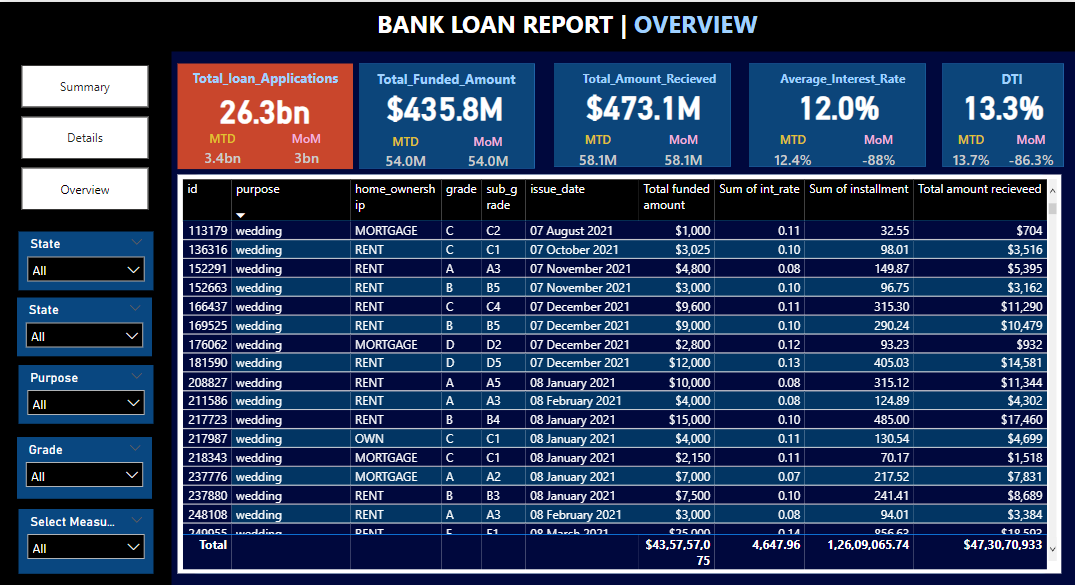 BANK LOAN REPORT | OVERVIEW
Summary
Details
Overview
State
All
State
All
Purpose
All
Grade
All
Select Measu...
All
Total_loan_Applications
26.3bn
MTD MoM
3.4bn 3bn
Total_Funded_Amount
$435.8M
MTD MoM
54.0M 54.0M
Total_Amount_Recieved
$473.1M
MTD MoM
58.1M 58.1M
Average_Interest_Rate
12.0%
MTD MoM
12.4% -88%
DTI
13.3%
MTD MoM
13.7% -86.3%
id purpose home_ownersh grade sub_g issue_date Total funded Sum of int_rate Sum of installment Total amount recieveed
ip rade amount
113179 wedding MORTGAGE C C2 07 August 2021 $1,000 0.11 32.55 $704
136316 wedding RENT C C1 07 October 2021 $3,025 0.10 98.01 $3,516
152291 wedding RENT A A3 07 November 2021 $4,800 0.08 149.87 $5,395
152663 wedding RENT B B5 07 November 2021 $3,000 0.10 96.75 $3,162
166437 wedding RENT C C4 07 December 2021 $9,600 0.11 315.30 $11,290
169525 wedding RENT B B5 07 December 2021 $9,000 0.10 290.24 $10,479
176062 wedding MORTGAGE D D2 07 December 2021 $2,800 0.12 93.23 $932
181590 wedding RENT D D5 07 December 2021 $12,000 0.13 405.03 $14,581
208827 wedding RENT A A5 08 January 2021 $10,000 0.08 315.12 $11,344
211586 wedding RENT A A3 08 February 2021 $4,000 0.08 124.89 $4,302
217723 wedding RENT B B4 08 January 2021 $15,000 0.10 485.00 $17,460
217987 wedding OWN C C1 08 January 2021 $4,000 0.11 130.54 $4,699
218343 wedding MORTGAGE C C1 08 January 2021 $2,150 0.11 70.17 $1,518
237776 wedding MORTGAGE A A2 08 January 2021 $7,000 0.07 217.52 $7,831
237880 wedding RENT B B3 08 January 2021 $7,500 0.10 241.41 $8,689
248108 wedding RENT A A3 08 February 2021 $3,000 0.08 94.01 $3,384
wedding RENT 08 March 2021 $25,000 0.14
Total $43,57,57,0 4,647.96 1,26,09,065.74 $47,30,70,933
75